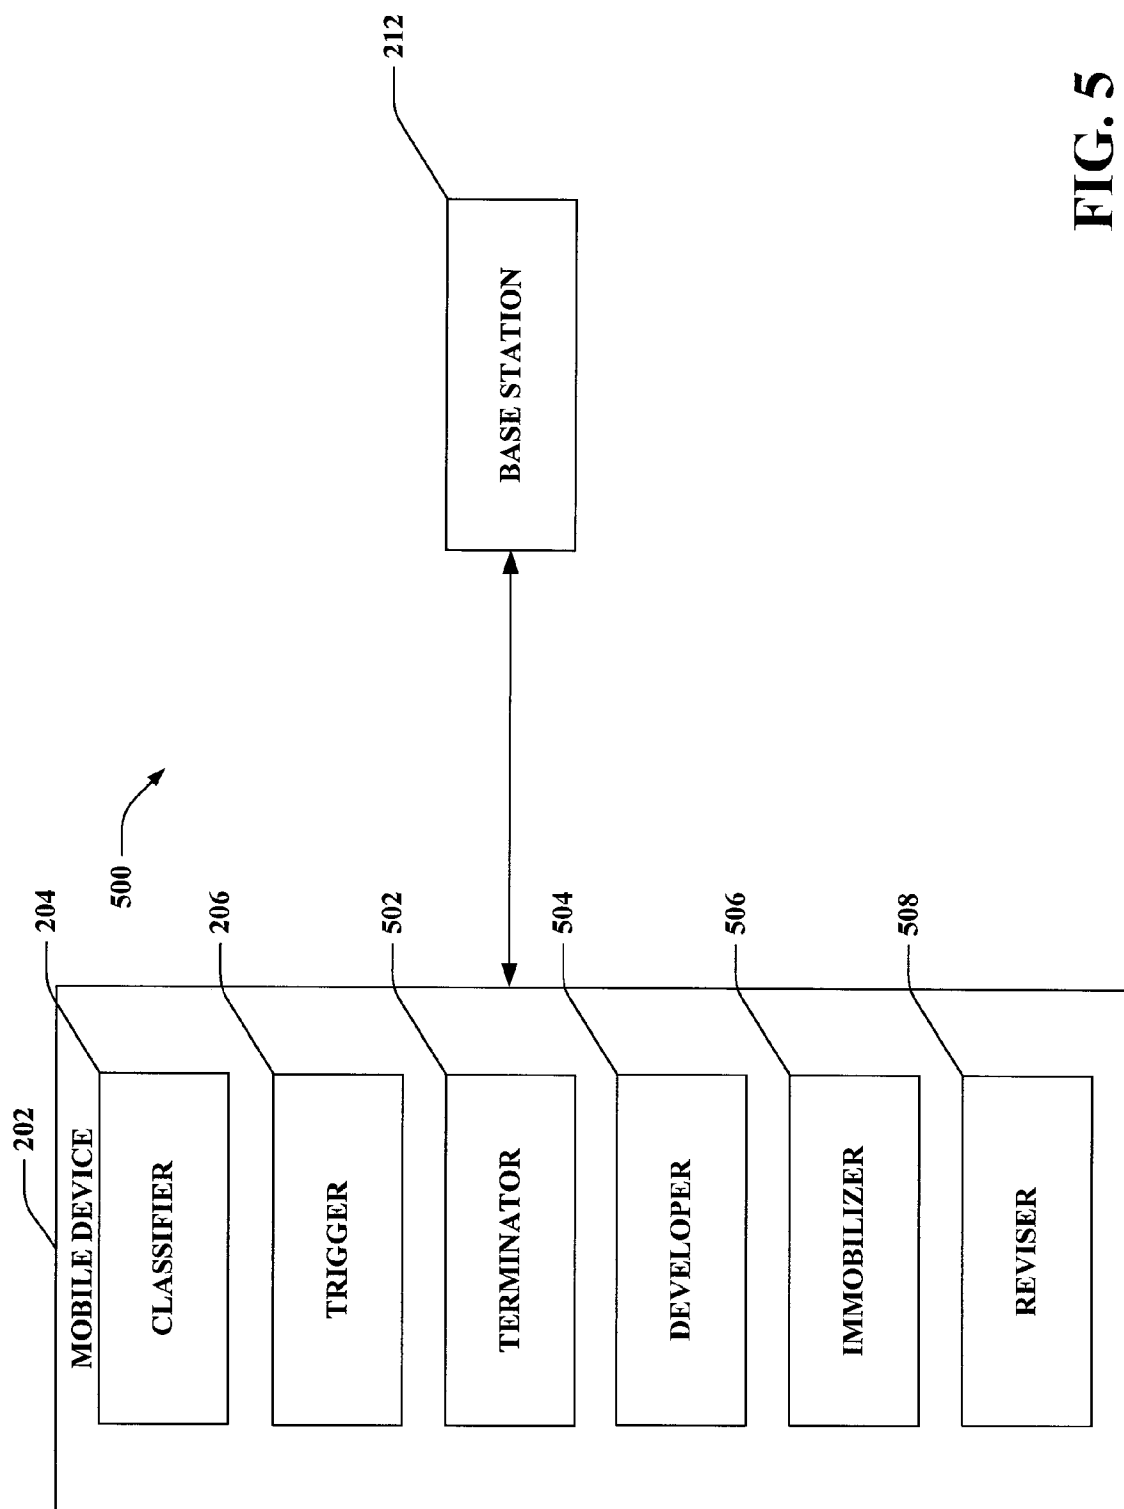 202
MOBILE DEVICE
204
CLASSIFIER
206
TRIGGER
502
TERMINATOR
504
DEVELOPER
506
IMMOBILIZER
508
REVISER
500
212
BASE STATION
FIG. 5